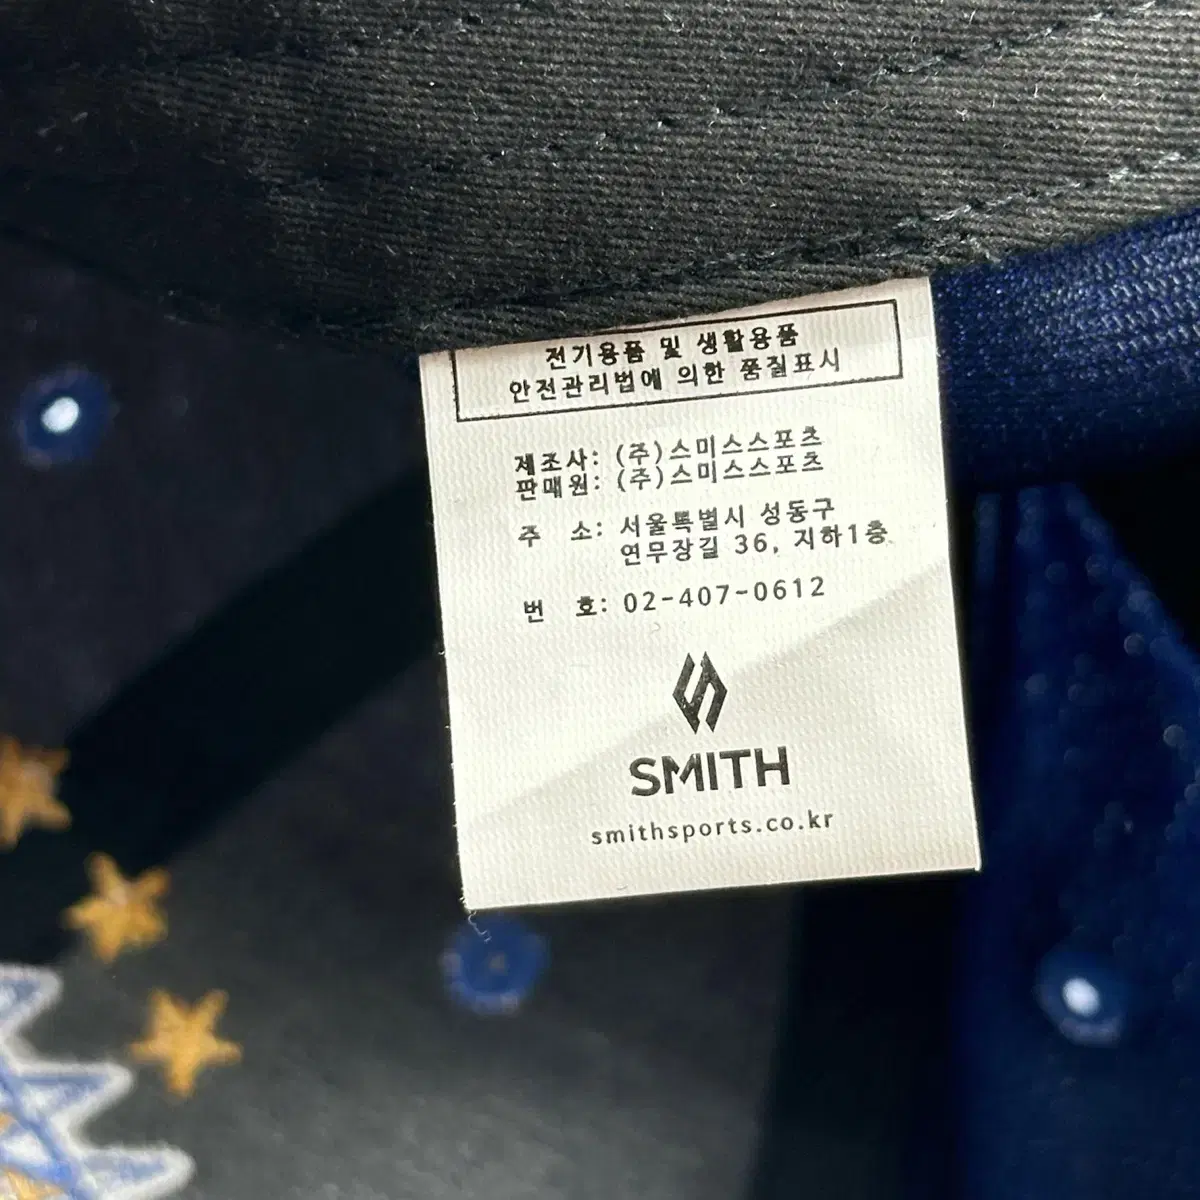 전기용품 및 생활용품
안전관리법에 의한 품질표시
제조사: (주)스미스스포츠
판매원: (주)스미스스포츠
주 소: 서울특별시 성동구
연무장길 36, 지하1층
번 호: 02-407-0612
SMITH
smithsports.co.kr